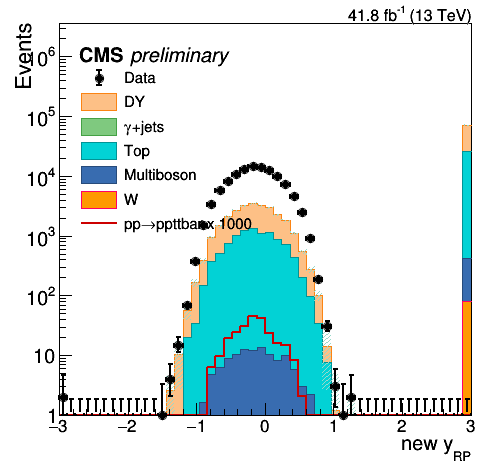 41.8 fb⁻¹ (13 TeV)
Events
CMS preliminary
Data
DY
γ+jets
Top
Multiboson
W
pp→ppttbar x 1000
10⁶
10⁵
10⁴
10³
10²
10
1
−3 −2 −1 0 1 2 3
new y_RP